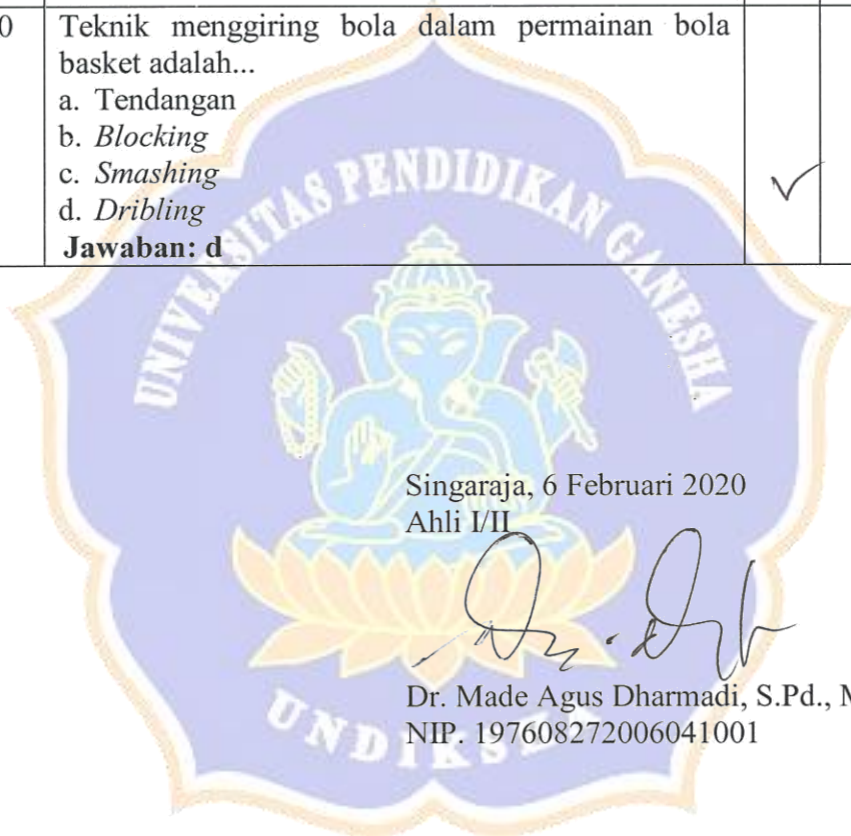 0
Teknik menggiring bola dalam permainan bola
basket adalah...
a. Tendangan
b. Blocking
c. Smashing
d. Dribling
Jawaban: d
UNIVERSITAS PENDIDIKAN GANESHA
Singaraja, 6 Februari 2020
Ahli I/II
Dr. Made Agus Dharmadi, S.Pd., M
NIP. 197608272006041001
UNDIKSHA